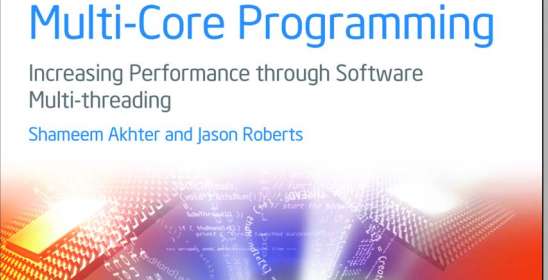 Multi-Core Programming
Increasing Performance through Software
Multi-threading
Shameem Akhter and Jason Roberts